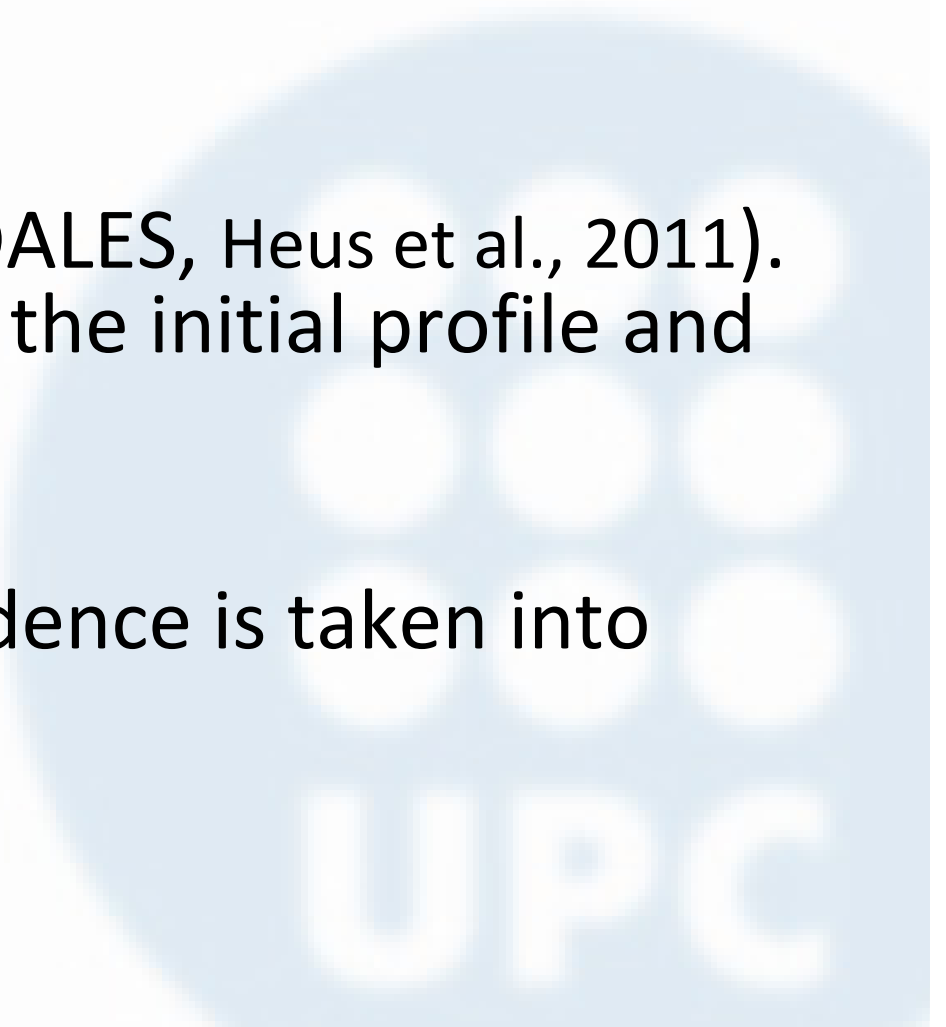 DALES, Heus et al., 2011).
the initial profile and
dence is taken into
UPC